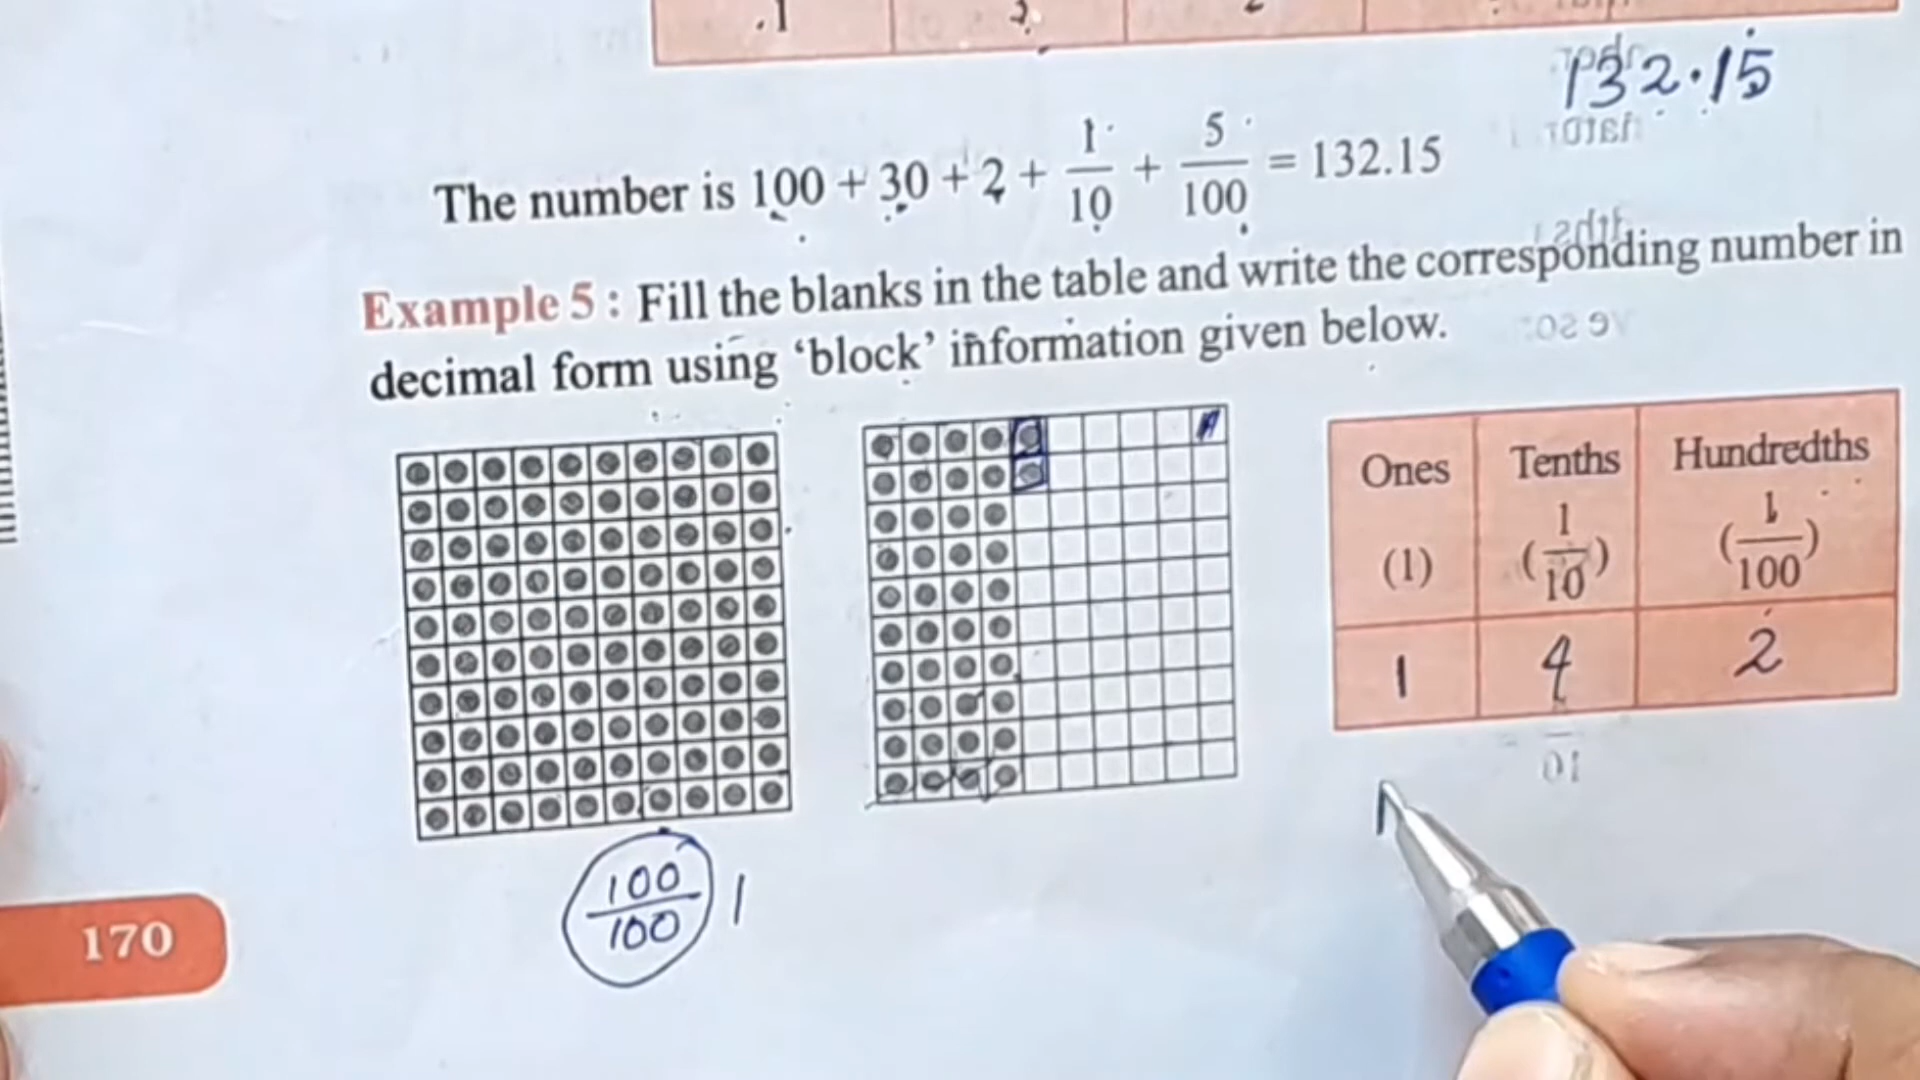 132.15
The number is 100 + 30 + 2 + 1/10 + 5/100 = 132.15
Example 5 : Fill the blanks in the table and write the corresponding number in
decimal form using ‘block’ information given below.
Ones Tenths Hundredths
(1) (1/10) (1/100)
1 4 2
100/100 1
170